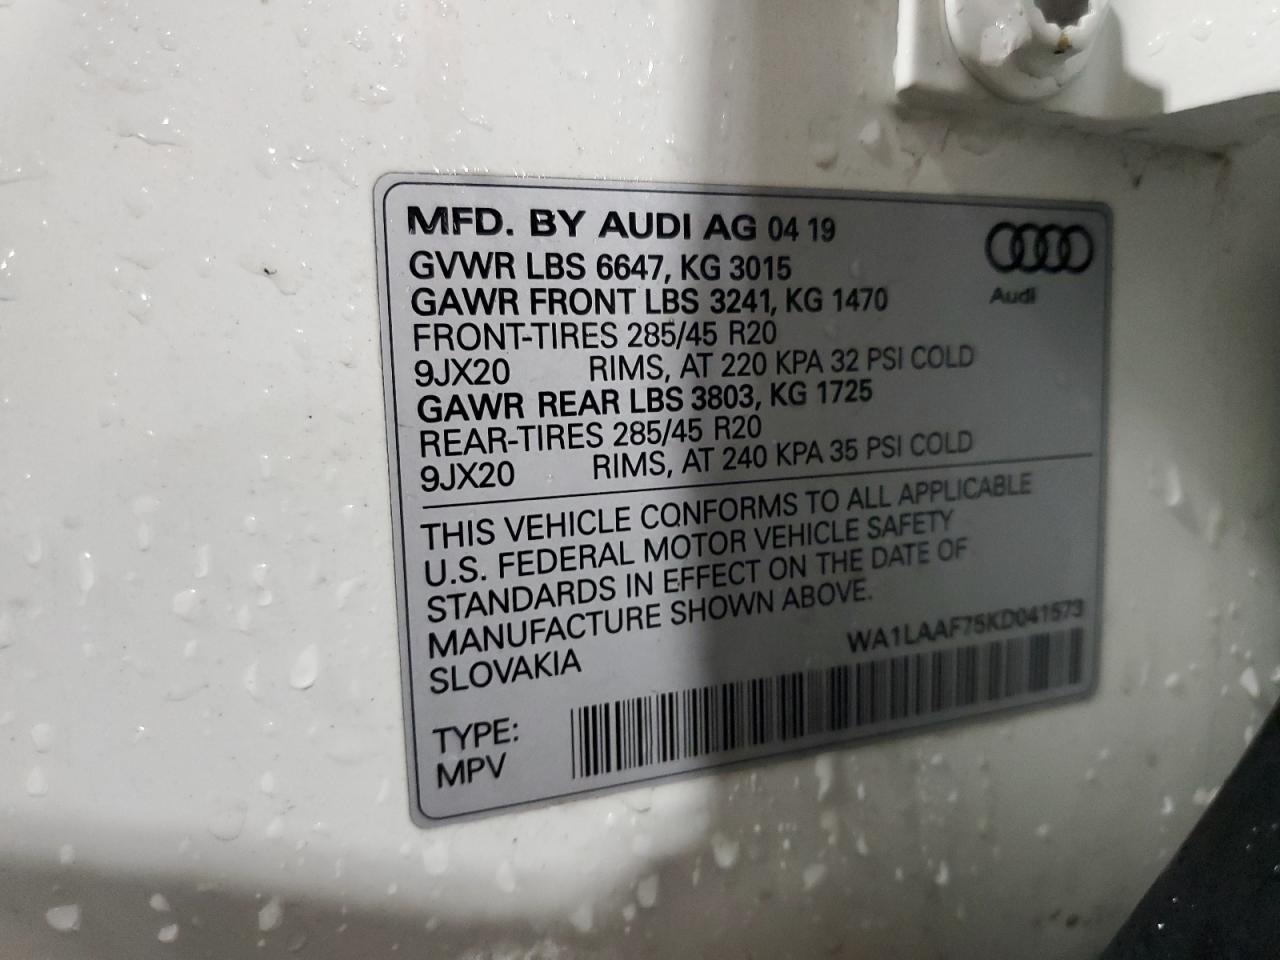 MFD. BY AUDI AG 04 19
GVWR LBS 6647, KG 3015
GAWR FRONT LBS 3241, KG 1470
FRONT-TIRES 285/45 R20
9JX20 RIMS, AT 220 KPA 32 PSI COLD
GAWR REAR LBS 3803, KG 1725
REAR-TIRES 285/45 R20
9JX20 RIMS, AT 240 KPA 35 PSI COLD
Audi
THIS VEHICLE CONFORMS TO ALL APPLICABLE
U.S. FEDERAL MOTOR VEHICLE SAFETY
STANDARDS IN EFFECT ON THE DATE OF
MANUFACTURE SHOWN ABOVE.
SLOVAKIA
WA1LAAF75KD041573
TYPE:
MPV